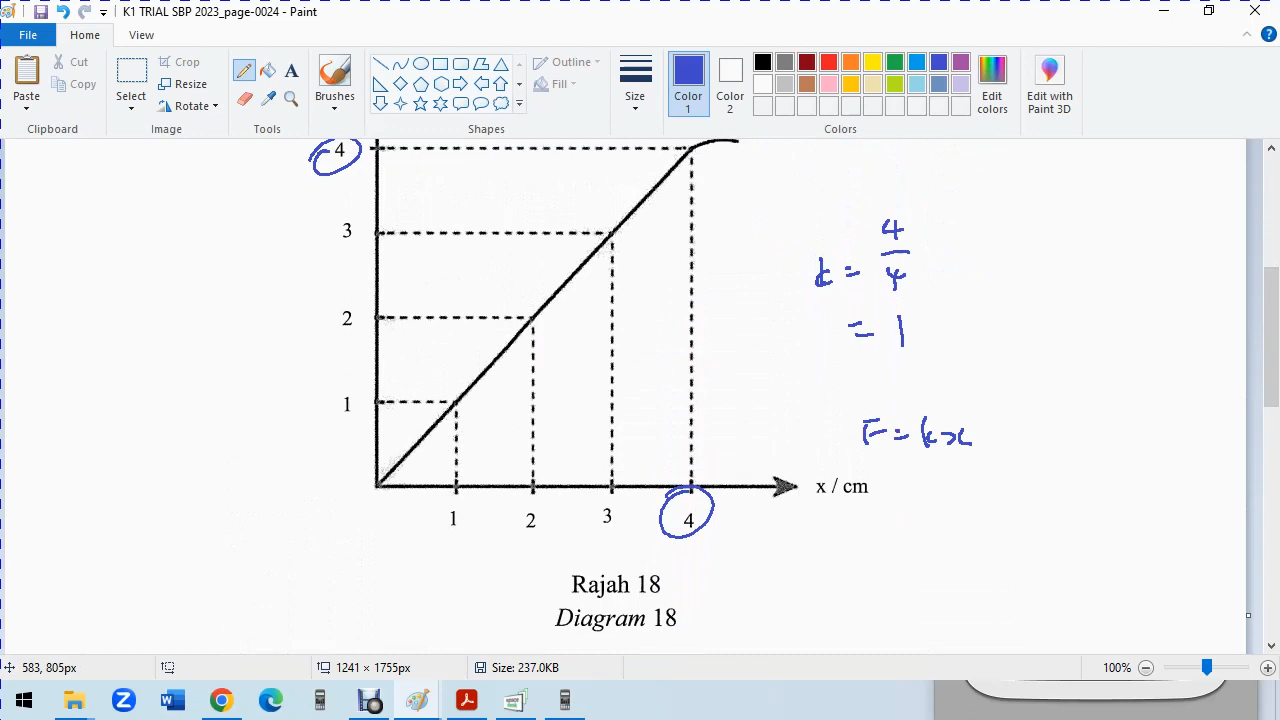 K1 TRIAL SBP 2023_page-0024 - Paint
File Home View
Paste
Cut
Copy
Clipboard
Select
Crop
Resize
Rotate
Image
A
Tools
Brushes
Outline
Fill
Shapes
Size
Color 1
Color 2
Edit colors
Colors
Edit with Paint 3D
4
3
2
1
1 2 3 4
x / cm
k = 4/4
= 1
F = kx
Rajah 18
Diagram 18
583, 805px
1241 × 1755px
Size: 237.0KB
100%